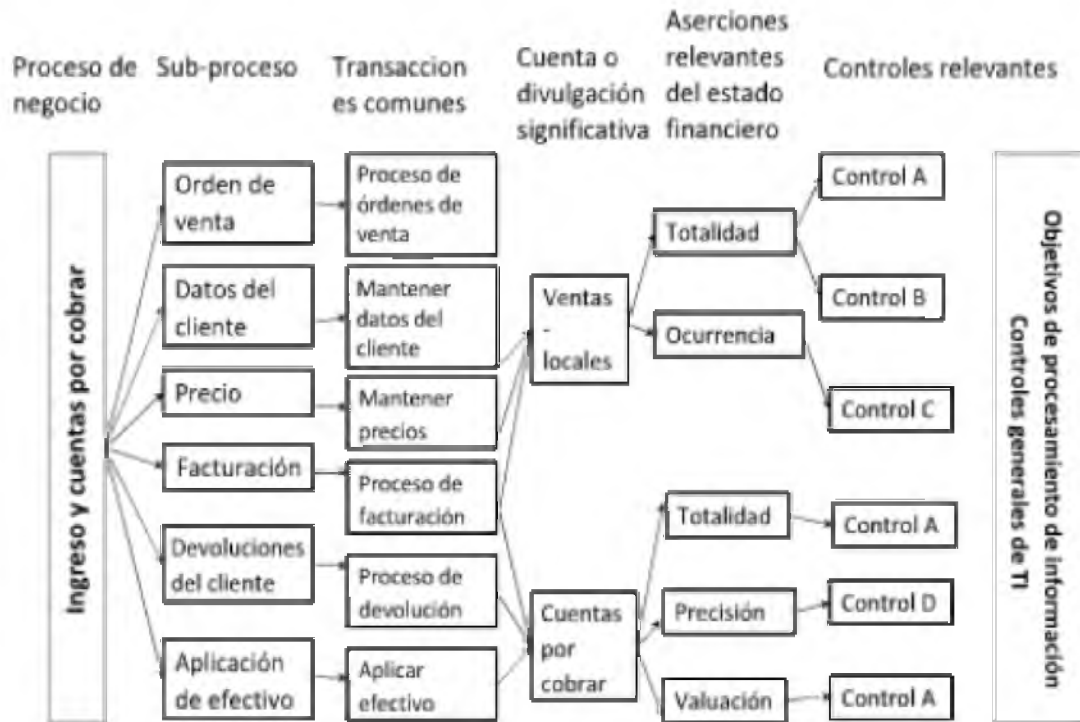 Proceso de
negocio
Sub-proceso
Transaccion
es comunes
Cuenta o
divulgación
significativa
Aserciones
relevantes
del estado
financiero
Controles relevantes
Ingreso y cuentas por cobrar
Orden de
venta
Datos del
cliente
Precio
Facturación
Devoluciones
del cliente
Aplicación
de efectivo
Proceso de
órdenes de
venta
Mantener
datos del
cliente
Mantener
precios
Proceso de
facturación
Proceso de
devolución
Aplicar
efectivo
Ventas
-
locales
Cuentas
por
cobrar
Totalidad
Ocurrencia
Totalidad
Precisión
Valuación
Control A
Control B
Control C
Control A
Control D
Control A
Objetivos de procesamiento de información
Controles generales de TI